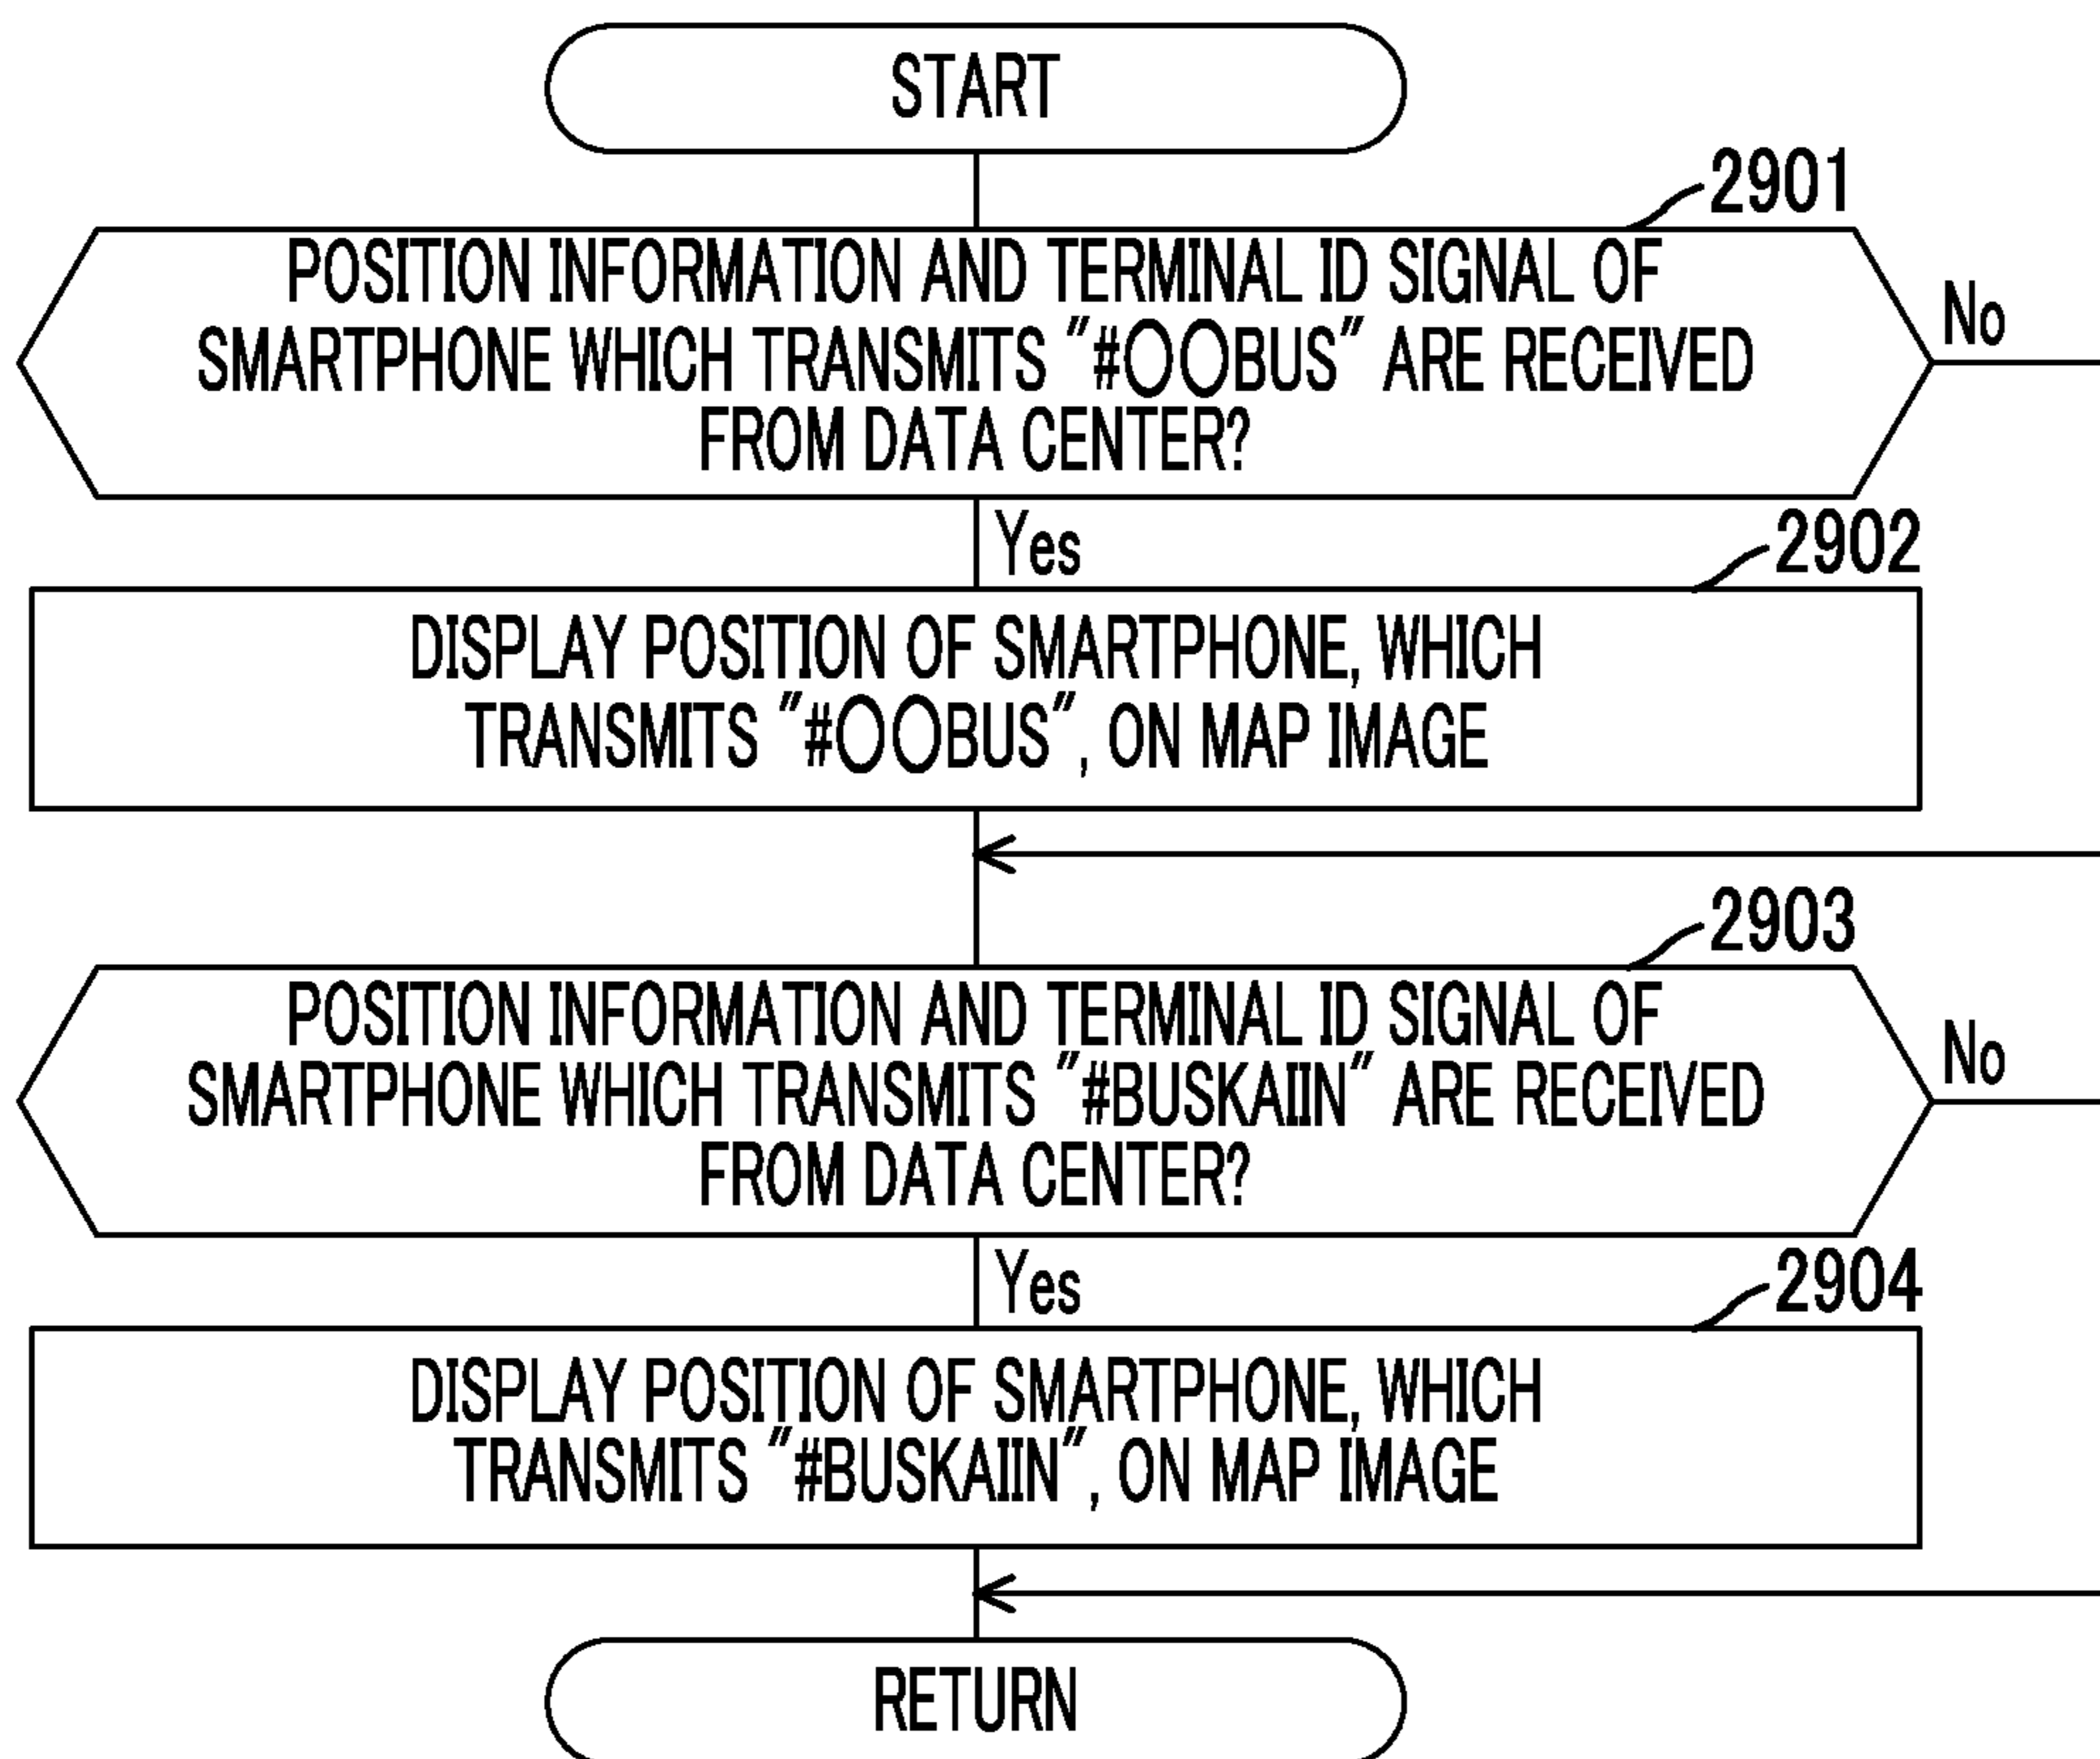 START
2901
POSITION INFORMATION AND TERMINAL ID SIGNAL OF
SMARTPHONE WHICH TRANSMITS "#○○BUS" ARE RECEIVED
FROM DATA CENTER?
No
Yes
2902
DISPLAY POSITION OF SMARTPHONE, WHICH
TRANSMITS "#○○BUS", ON MAP IMAGE
2903
POSITION INFORMATION AND TERMINAL ID SIGNAL OF
SMARTPHONE WHICH TRANSMITS "#BUSKAIIN" ARE RECEIVED
FROM DATA CENTER?
No
Yes
2904
DISPLAY POSITION OF SMARTPHONE, WHICH
TRANSMITS "#BUSKAIIN", ON MAP IMAGE
RETURN